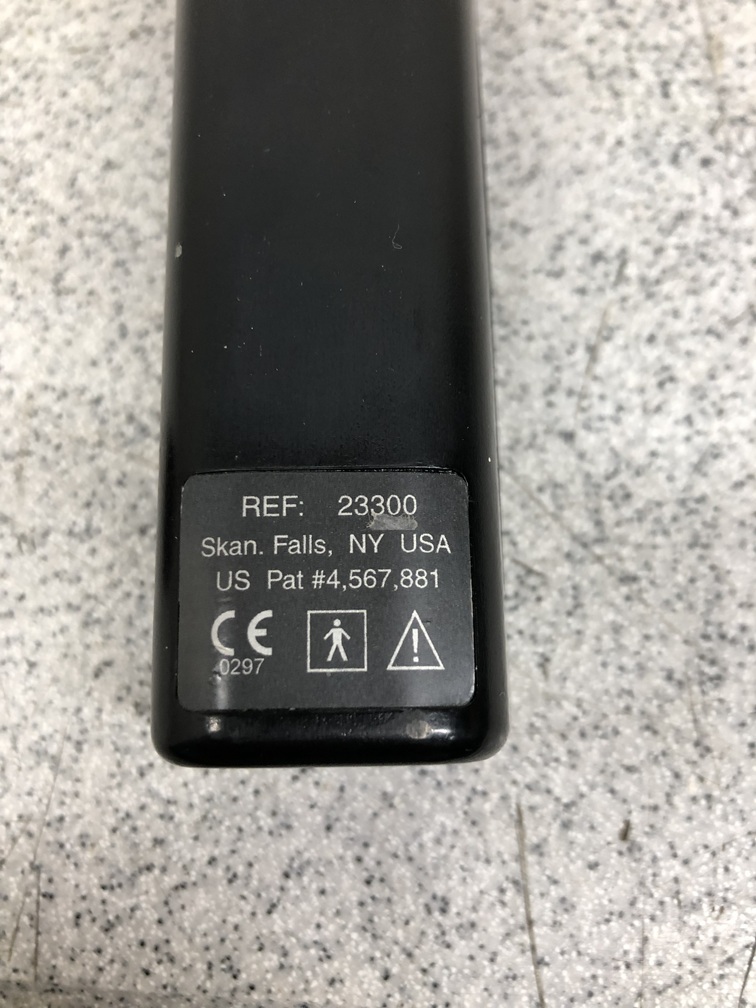 REF: 23300
Skan. Falls, NY USA
US Pat #4,567,881
CE
0297